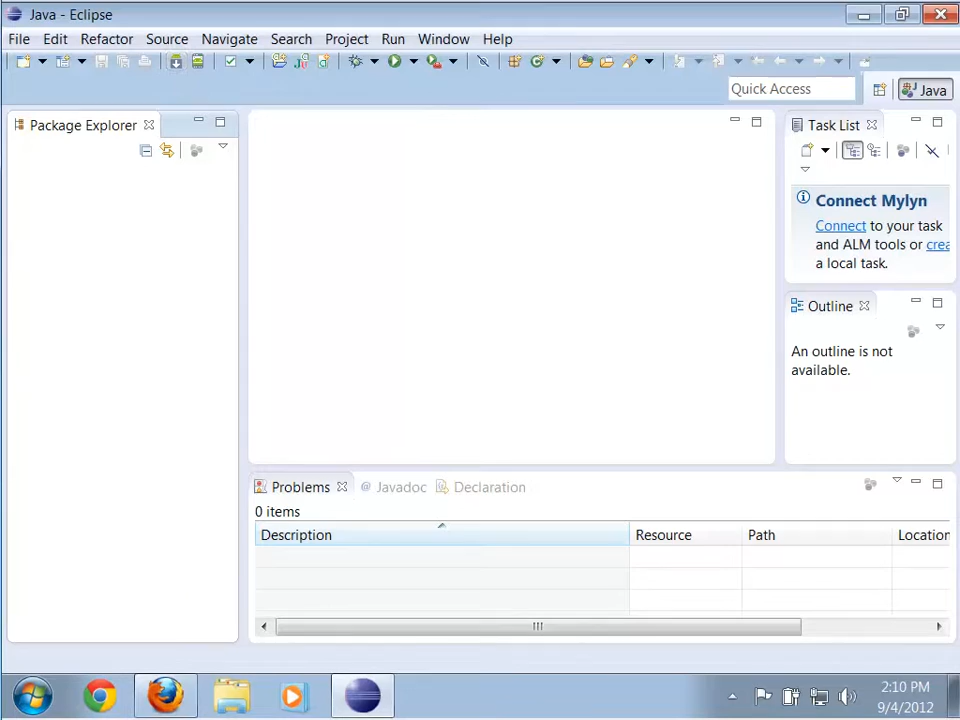 Java - Eclipse
File Edit Refactor Source Navigate Search Project Run Window Help
Quick Access
Java
Package Explorer
Task List
Connect Mylyn
Connect to your task
and ALM tools or crea
a local task.
Outline
An outline is not
available.
Problems @ Javadoc Declaration
0 items
Description Resource Path Location
2:10 PM
9/4/2012